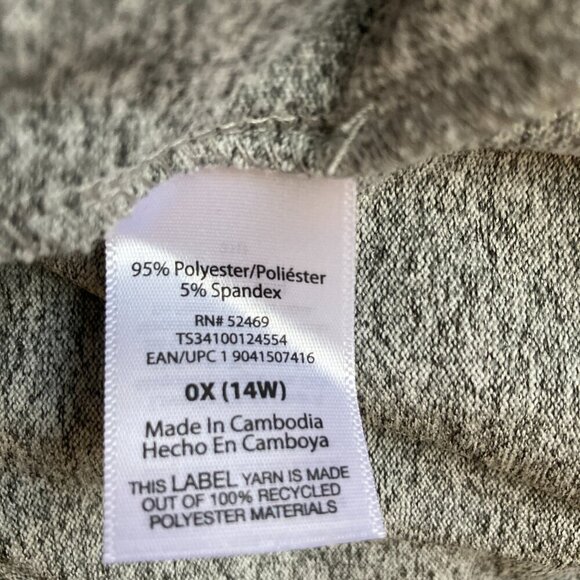 95% Polyester/Poliéster
5% Spandex
RN# 52469
TS34100124554
EAN/UPC 1 9041507416
0X (14W)
Made In Cambodia
Hecho En Camboya
THIS LABEL YARN IS MADE
OUT OF 100% RECYCLED
POLYESTER MATERIALS